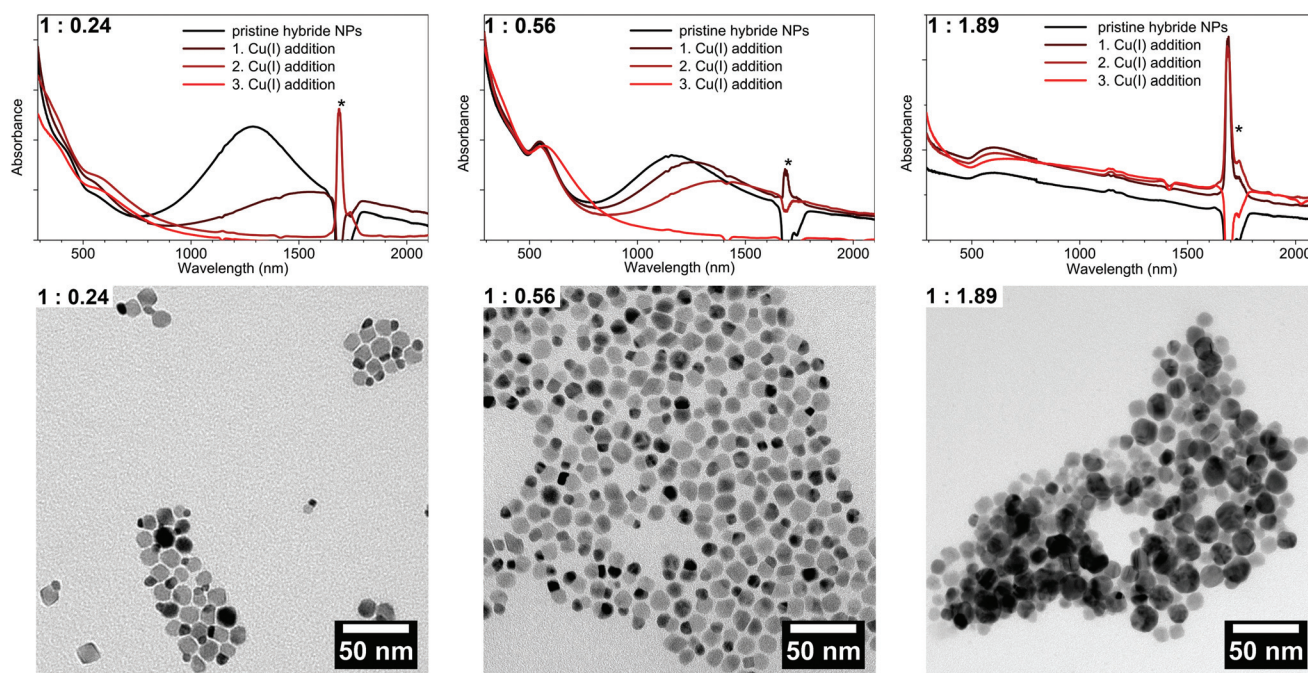 1 : 0.24
pristine hybride NPs
1. Cu(I) addition
2. Cu(I) addition
3. Cu(I) addition
*
Absorbance
500
1000
1500
2000
Wavelength (nm)
1 : 0.56
pristine hybride NPs
1. Cu(I) addition
2. Cu(I) addition
3. Cu(I) addition
*
Absorbance
500
1000
1500
2000
Wavelength (nm)
1 : 1.89
pristine hybride NPs
1. Cu(I) addition
2. Cu(I) addition
3. Cu(I) addition
*
Absorbance
500
1000
1500
2000
Wavelength (nm)
1 : 0.24
50 nm
1 : 0.56
50 nm
1 : 1.89
50 nm